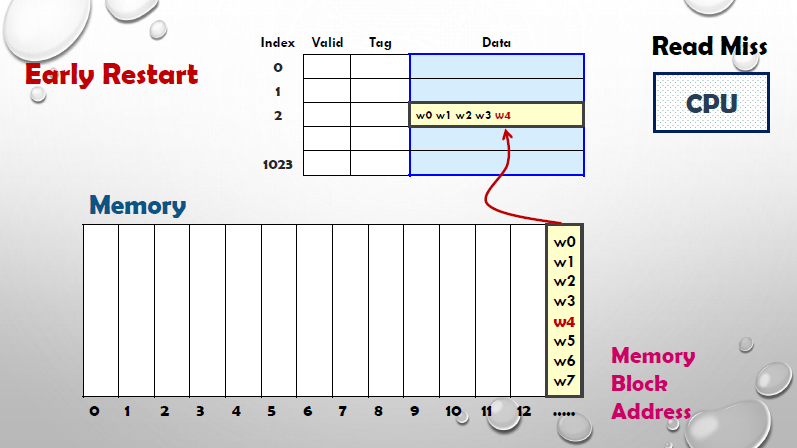 Index Valid Tag Data
Read Miss
Early Restart
0
1
CPU
2 w0 w1 w2 w3 w4
1023
Memory
w0
w1
w2
w3
w4
w5
w6
w7
Memory
Block
Address
0 1 2 3 4 5 6 7 8 9 10 11 12 .....